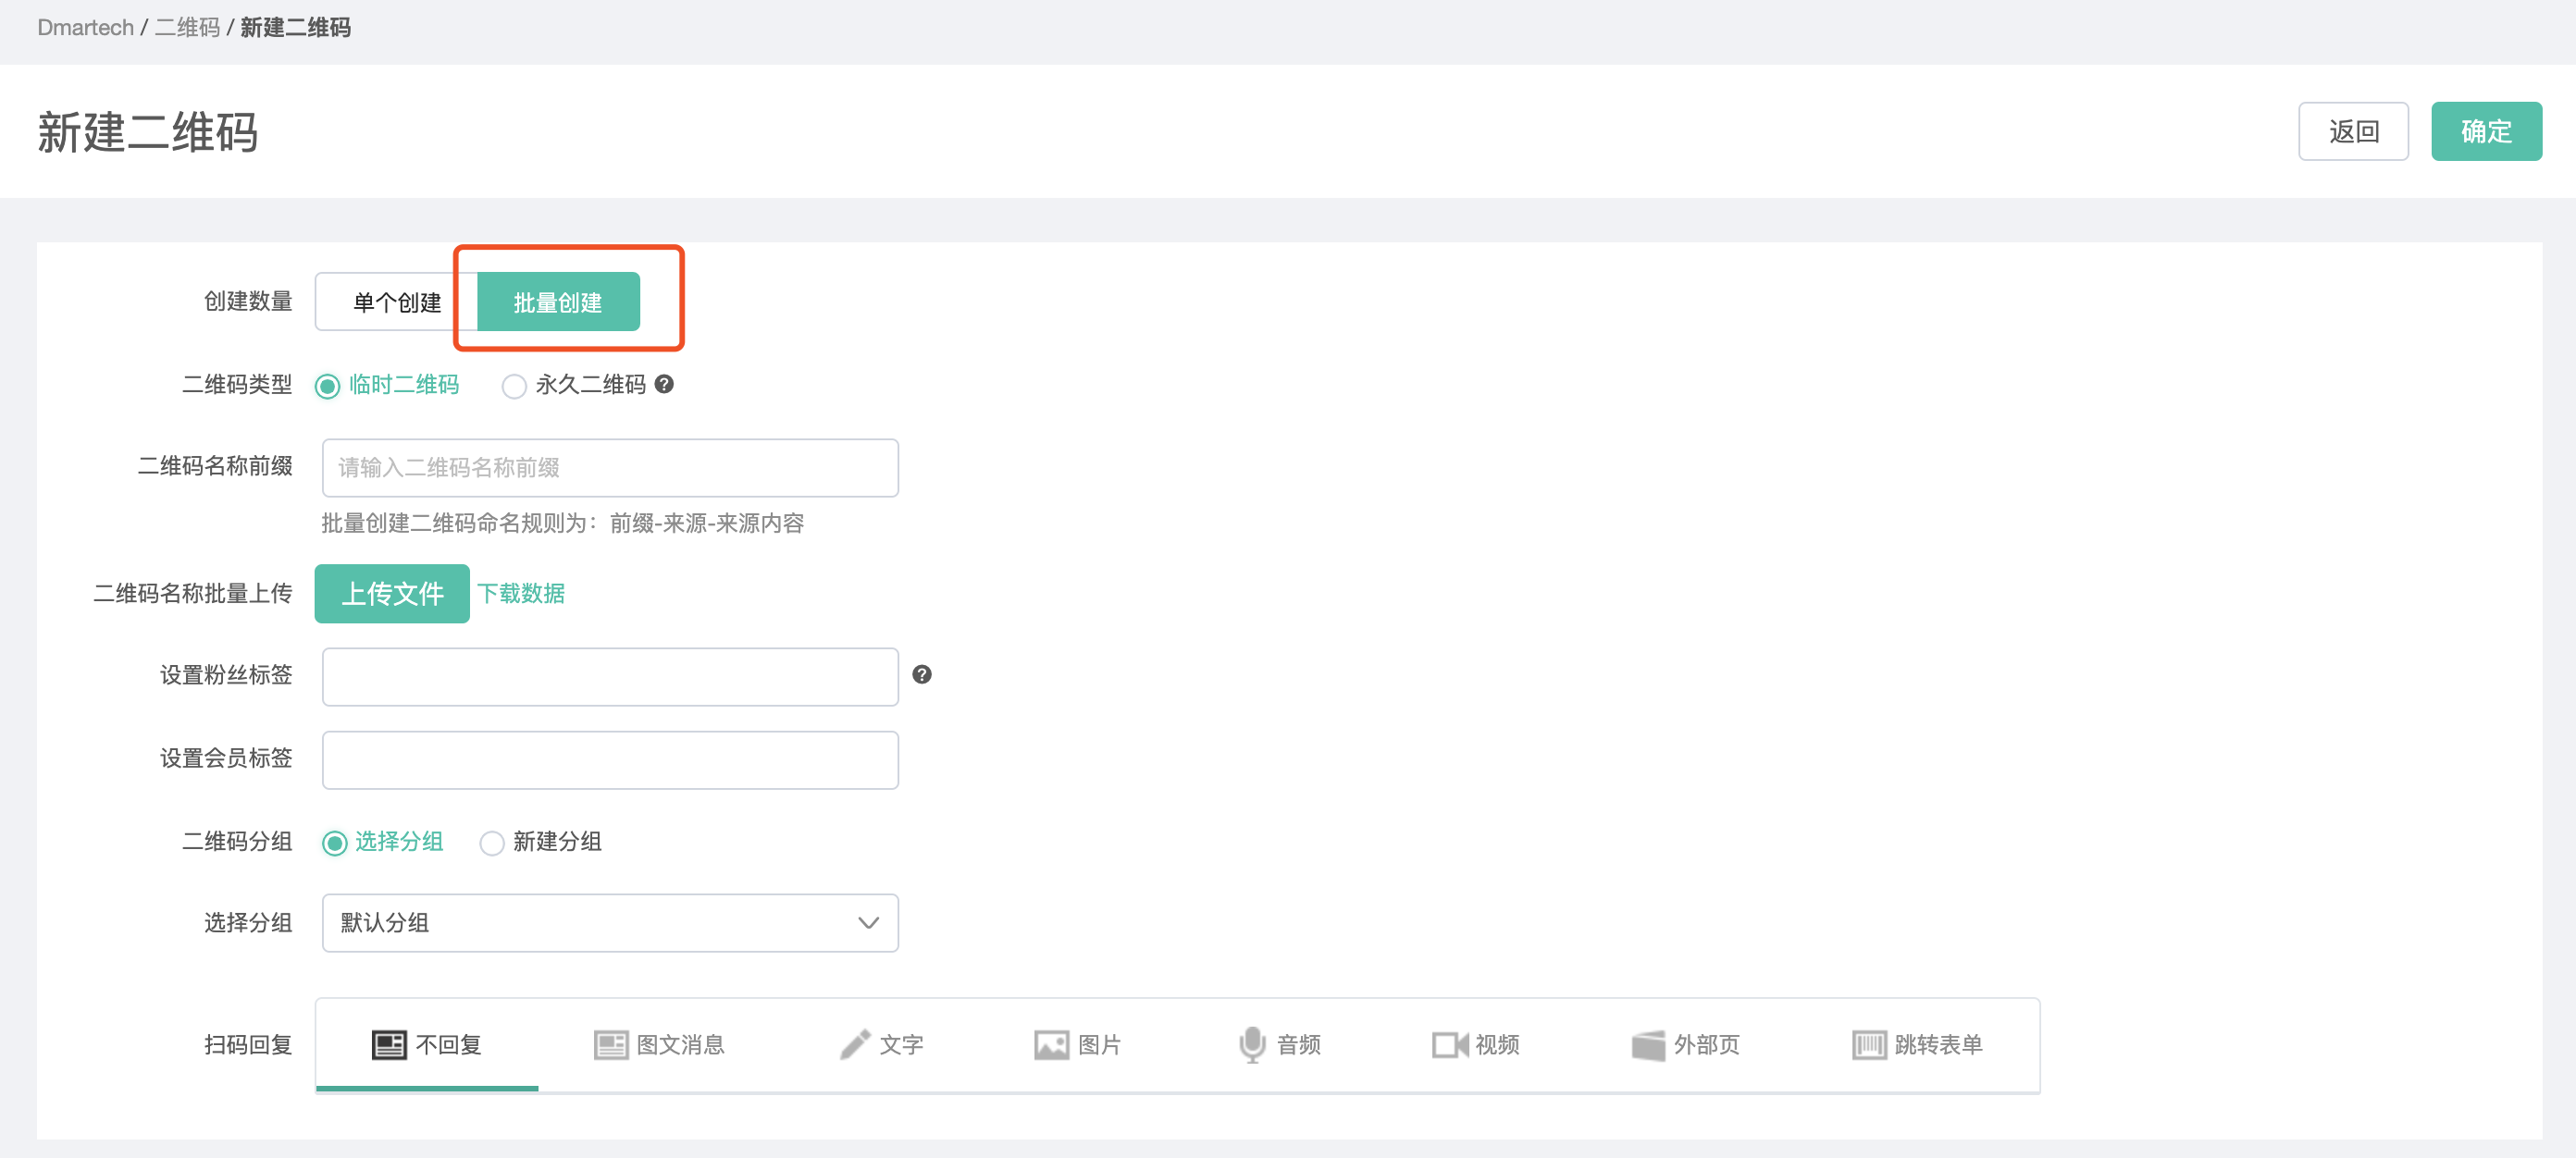 Dmartech / 二维码 / 新建二维码
新建二维码
返回
确定
创建数量 单个创建 批量创建
二维码类型 临时二维码 永久二维码 ?
二维码名称前缀 请输入二维码名称前缀
批量创建二维码命名规则为：前缀-来源-来源内容
二维码名称批量上传 上传文件 下载数据
设置粉丝标签 ?
设置会员标签
二维码分组 选择分组 新建分组
选择分组 默认分组
扫码回复 不回复 图文消息 文字 图片 音频 视频 外部页 跳转表单